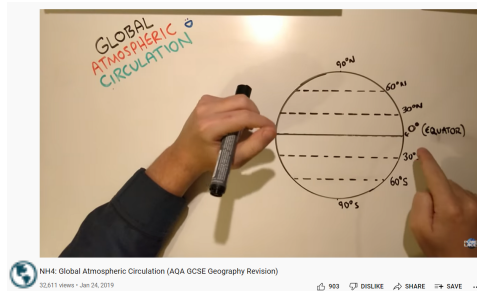 GLOBAL
ATMOSPHERIC
CIRCULATION
90°N
60°N
30°N
0° (EQUATOR)
30°
60°S
90°S
NH4: Global Atmospheric Circulation (AQA GCSE Geography Revision)
32,611 views • Jan 24, 2019
903 DISLIKE SHARE SAVE ...